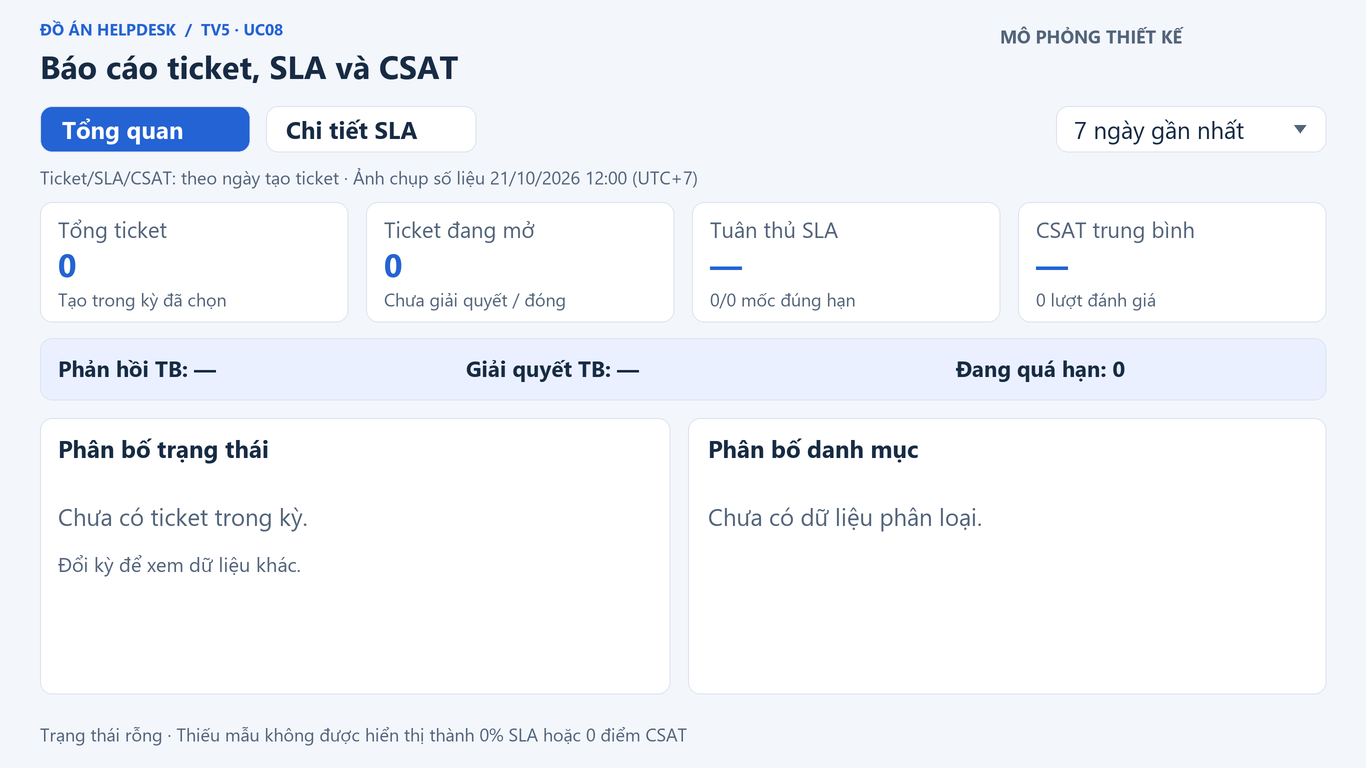 ĐỒ ÁN HELPDESK / TV5 · UC08
MÔ PHỎNG THIẾT KẾ
Báo cáo ticket, SLA và CSAT
Tổng quan
Chi tiết SLA
7 ngày gần nhất
Ticket/SLA/CSAT: theo ngày tạo ticket · Ảnh chụp số liệu 21/10/2026 12:00 (UTC+7)
Tổng ticket
0
Tạo trong kỳ đã chọn
Ticket đang mở
0
Chưa giải quyết / đóng
Tuân thủ SLA
—
0/0 mốc đúng hạn
CSAT trung bình
—
0 lượt đánh giá
Phản hồi TB: —
Giải quyết TB: —
Đang quá hạn: 0
Phân bố trạng thái
Chưa có ticket trong kỳ.
Đổi kỳ để xem dữ liệu khác.
Phân bố danh mục
Chưa có dữ liệu phân loại.
Trạng thái rỗng · Thiếu mẫu không được hiển thị thành 0% SLA hoặc 0 điểm CSAT